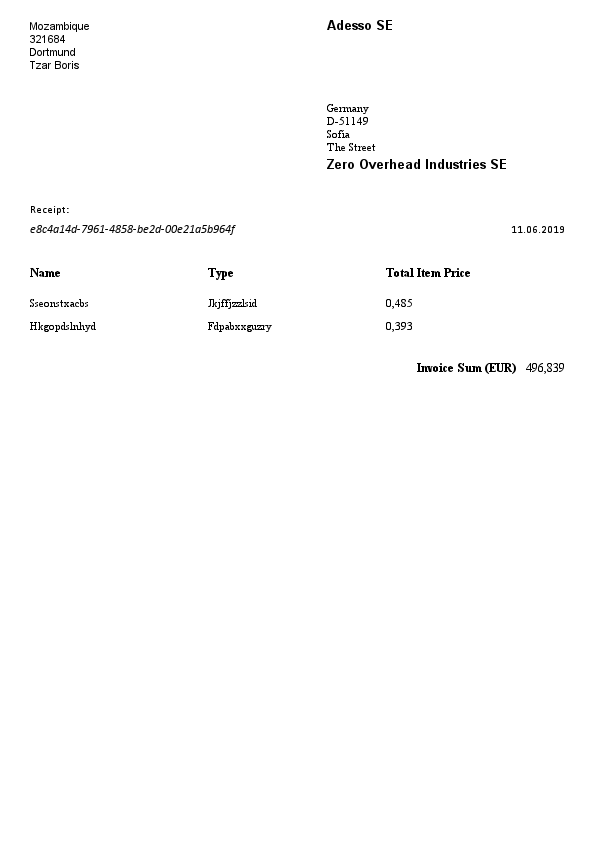 Mozambique
321684
Dortmund
Tzar Boris
Adesso SE
Germany
D-51149
Sofia
The Street
Zero Overhead Industries SE
Receipt:
e8c4a14d-7961-4858-be2d-00e21a5b964f 11.06.2019
Name Type Total Item Price
Sseonstxacbs Jkjffjzzlsid 0,485
Hkgopdslnhyd Fdpabxxguzry 0,393
Invoice Sum (EUR) 496,839